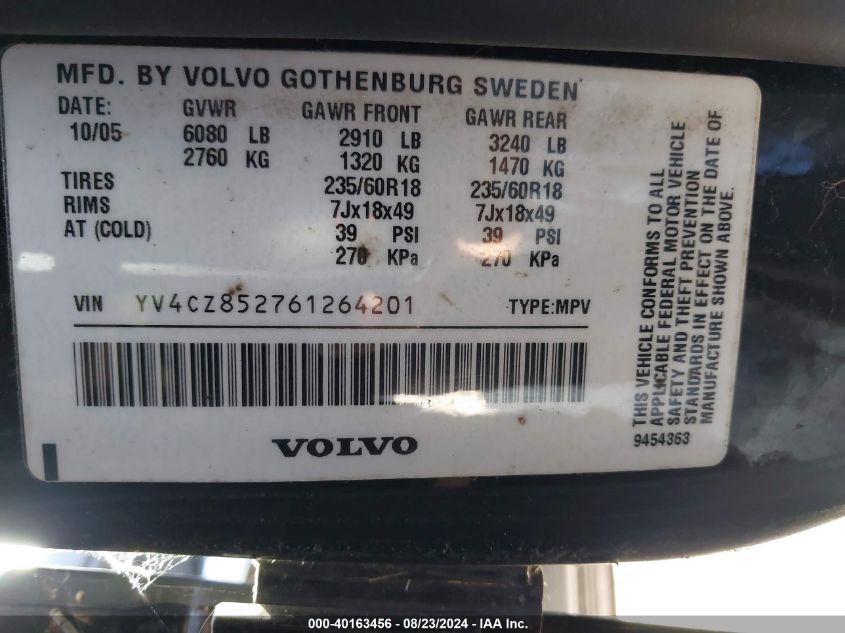 MFD. BY VOLVO GOTHENBURG SWEDEN
DATE: GVWR GAWR FRONT GAWR REAR
10/05 6080 LB 2910 LB 3240 LB
2760 KG 1320 KG 1470 KG
TIRES 235/60R18 235/60R18
RIMS 7Jx18x49 7Jx18x49
AT (COLD) 39 PSI 39 PSI
270 KPa 270 KPa
VIN YV4CZ852761264201 TYPE:MPV
VOLVO
THIS VEHICLE CONFORMS TO ALL
APPLICABLE FEDERAL MOTOR VEHICLE
SAFETY AND THEFT PREVENTION
STANDARDS IN EFFECT ON THE DATE OF
MANUFACTURE SHOWN ABOVE.
9454363
000-40163456 - 08/23/2024 - IAA Inc.